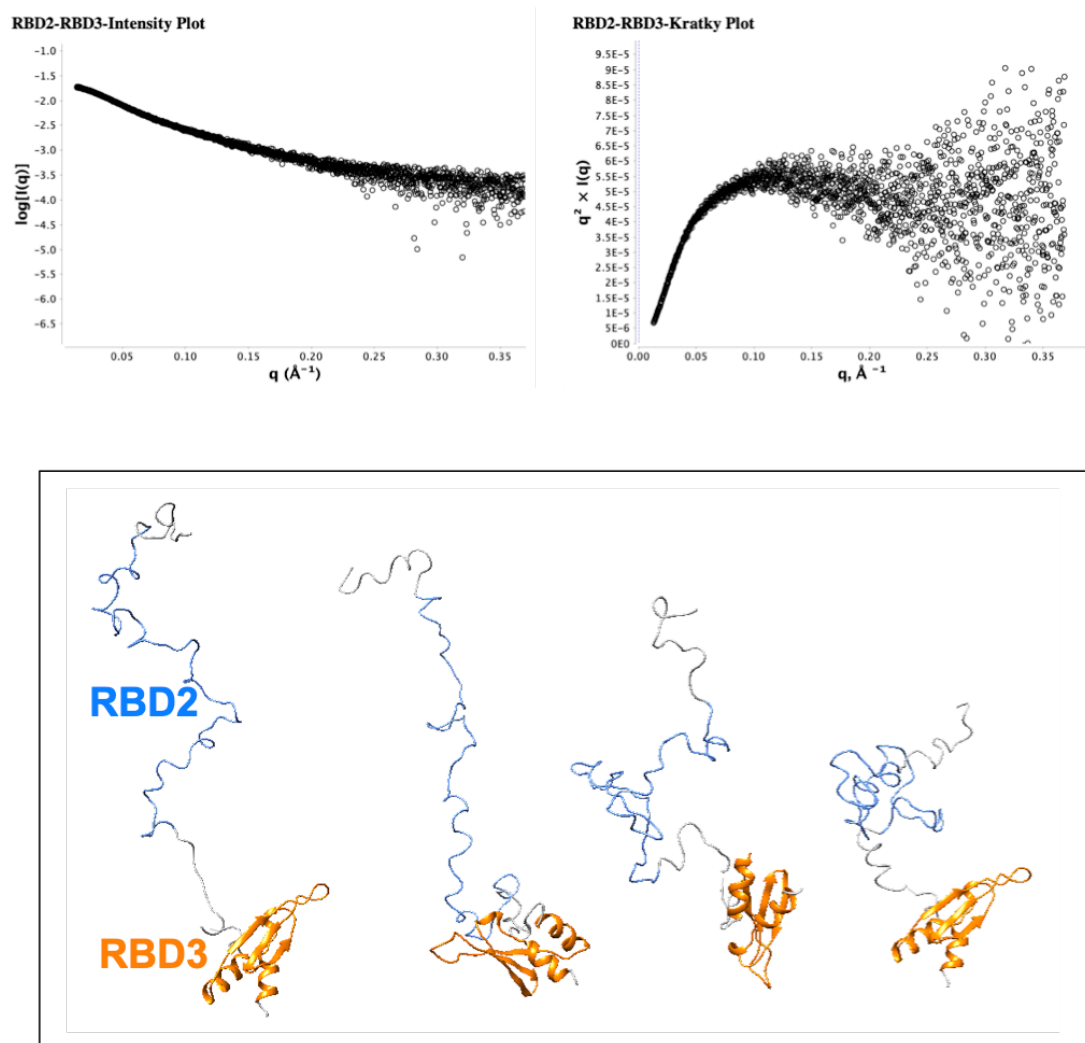 RBD2-RBD3-Intensity Plot
-1.0
-1.5
-2.0
-2.5
-3.0
-3.5
-4.0
-4.5
-5.0
-5.5
-6.0
-6.5
log[I(q)]
0.05 0.10 0.15 0.20 0.25 0.30 0.35
q (Å⁻¹)
RBD2-RBD3-Kratky Plot
9.5E-5
9E-5
8.5E-5
8E-5
7.5E-5
7E-5
6.5E-5
6E-5
5.5E-5
5E-5
4.5E-5
4E-5
3.5E-5
3E-5
2.5E-5
2E-5
1.5E-5
1E-5
5E-6
0E0
q² × I(q)
0.00 0.05 0.10 0.15 0.20 0.25 0.30 0.35
q, Å⁻¹
RBD2
RBD3